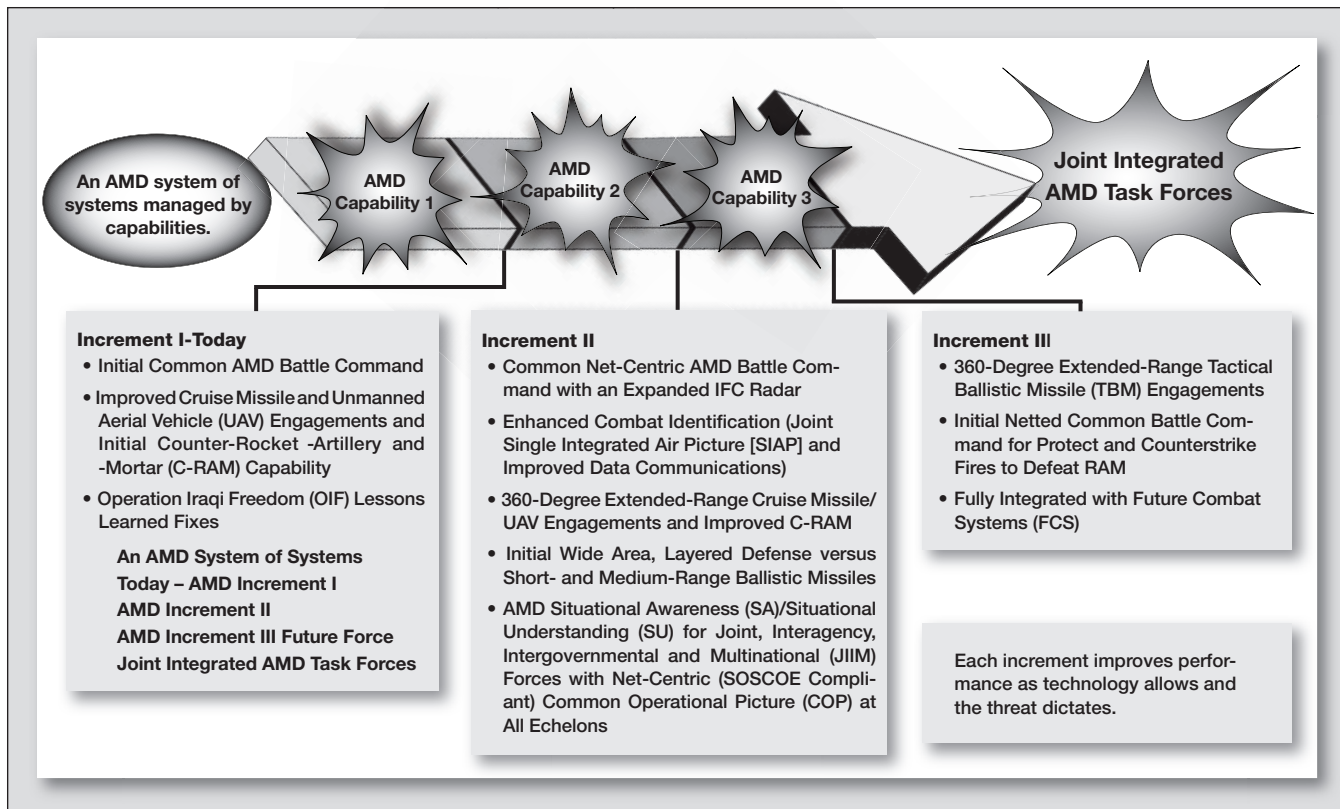 An AMD system of
systems managed by
capabilities.
AMD
Capability 1
AMD
Capability 2
AMD
Capability 3
Joint Integrated
AMD Task Forces
Increment I-Today
• Initial Common AMD Battle Command
• Improved Cruise Missile and Unmanned
Aerial Vehicle (UAV) Engagements and
Initial Counter-Rocket -Artillery and
-Mortar (C-RAM) Capability
• Operation Iraqi Freedom (OIF) Lessons
Learned Fixes
An AMD System of Systems
Today – AMD Increment I
AMD Increment II
AMD Increment III Future Force
Joint Integrated AMD Task Forces
Increment II
• Common Net-Centric AMD Battle Com-
mand with an Expanded IFC Radar
• Enhanced Combat Identification (Joint
Single Integrated Air Picture [SIAP] and
Improved Data Communications)
• 360-Degree Extended-Range Cruise Missile/
UAV Engagements and Improved C-RAM
• Initial Wide Area, Layered Defense versus
Short- and Medium-Range Ballistic Missiles
• AMD Situational Awareness (SA)/Situational
Understanding (SU) for Joint, Interagency,
Intergovernmental and Multinational (JIIM)
Forces with Net-Centric (SOSCOE Compli-
ant) Common Operational Picture (COP) at
All Echelons
Increment III
• 360-Degree Extended-Range Tactical
Ballistic Missile (TBM) Engagements
• Initial Netted Common Battle Com-
mand for Protect and Counterstrike
Fires to Defeat RAM
• Fully Integrated with Future Combat
Systems (FCS)
Each increment improves perfor-
mance as technology allows and
the threat dictates.